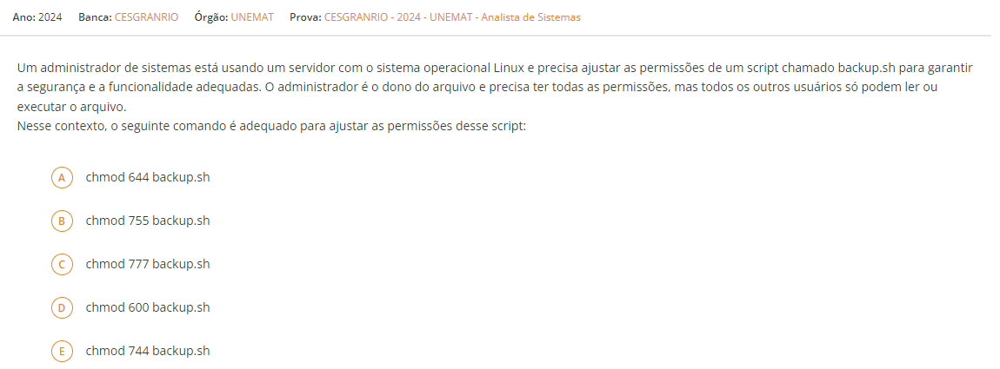 Ano: 2024 Banca: CESGRANRIO Órgão: UNEMAT Prova: CESGRANRIO - 2024 - UNEMAT - Analista de Sistemas
Um administrador de sistemas está usando um servidor com o sistema operacional Linux e precisa ajustar as permissões de um script chamado backup.sh para garantir
a segurança e a funcionalidade adequadas. O administrador é o dono do arquivo e precisa ter todas as permissões, mas todos os outros usuários só podem ler ou
executar o arquivo.
Nesse contexto, o seguinte comando é adequado para ajustar as permissões desse script:
A chmod 644 backup.sh
B chmod 755 backup.sh
C chmod 777 backup.sh
D chmod 600 backup.sh
E chmod 744 backup.sh